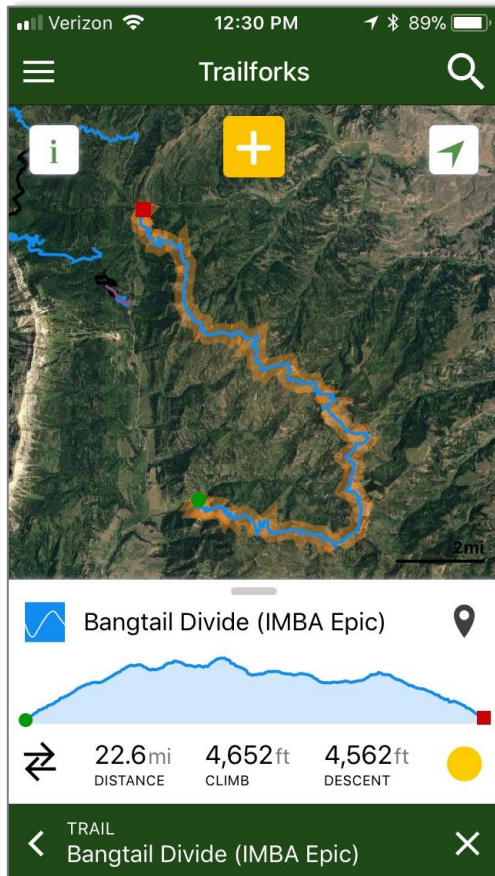 Verizon 12:30 PM 89%
Trailforks
i
2mi
Bangtail Divide (IMBA Epic)
22.6mi 4,652ft 4,562ft
DISTANCE CLIMB DESCENT
TRAIL
Bangtail Divide (IMBA Epic)